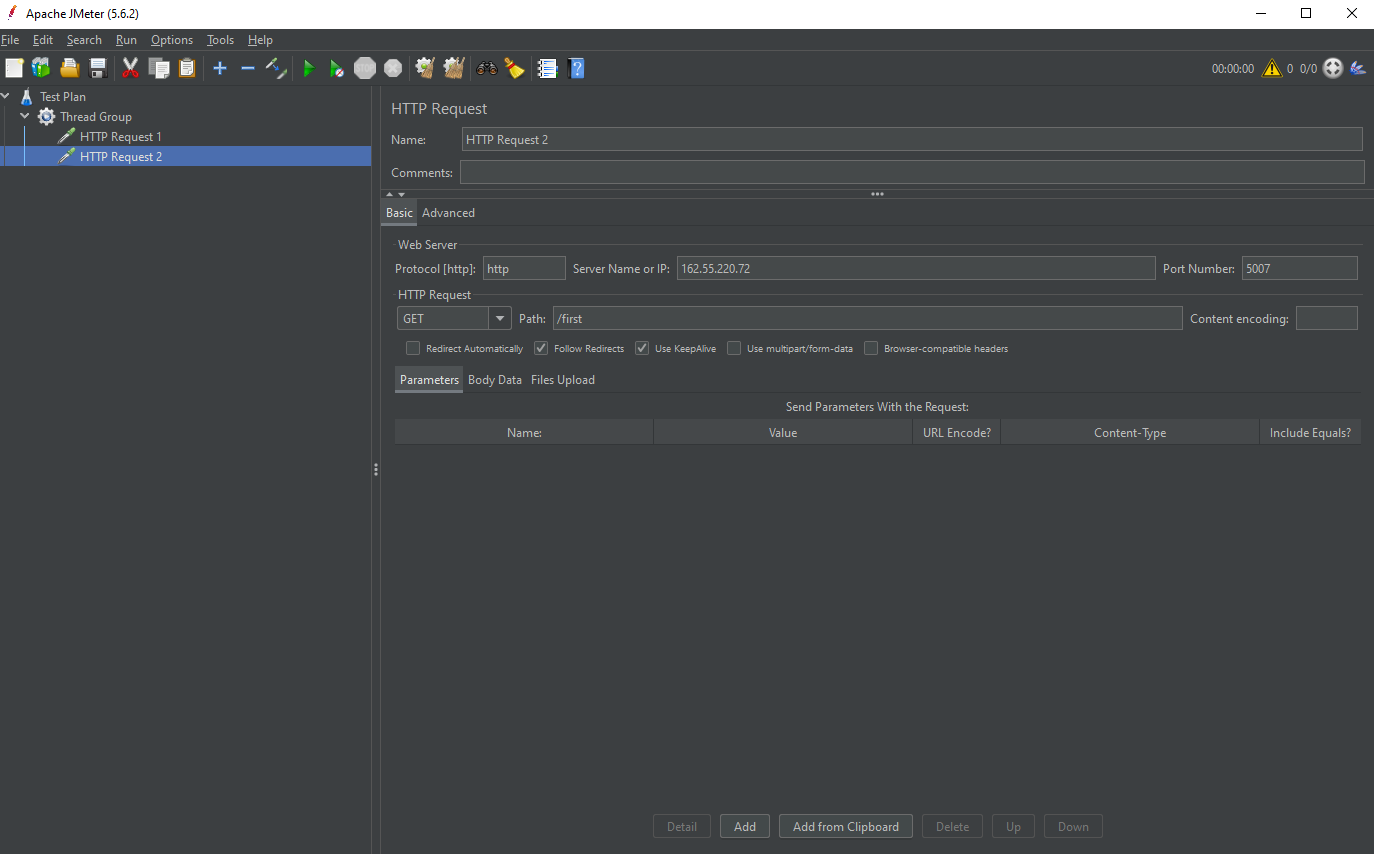 Apache JMeter (5.6.2)
File Edit Search Run Options Tools Help
STOP 00:00:00 0 0/0
Test Plan
Thread Group
HTTP Request 1
HTTP Request 2
HTTP Request
Name: HTTP Request 2
Comments:
Basic Advanced
Web Server
Protocol [http]: http Server Name or IP: 162.55.220.72 Port Number: 5007
HTTP Request
GET Path: /first Content encoding:
Redirect Automatically Follow Redirects Use KeepAlive Use multipart/form-data Browser-compatible headers
Parameters Body Data Files Upload
Send Parameters With the Request:
Name: Value URL Encode? Content-Type Include Equals?
Detail Add Add from Clipboard Delete Up Down